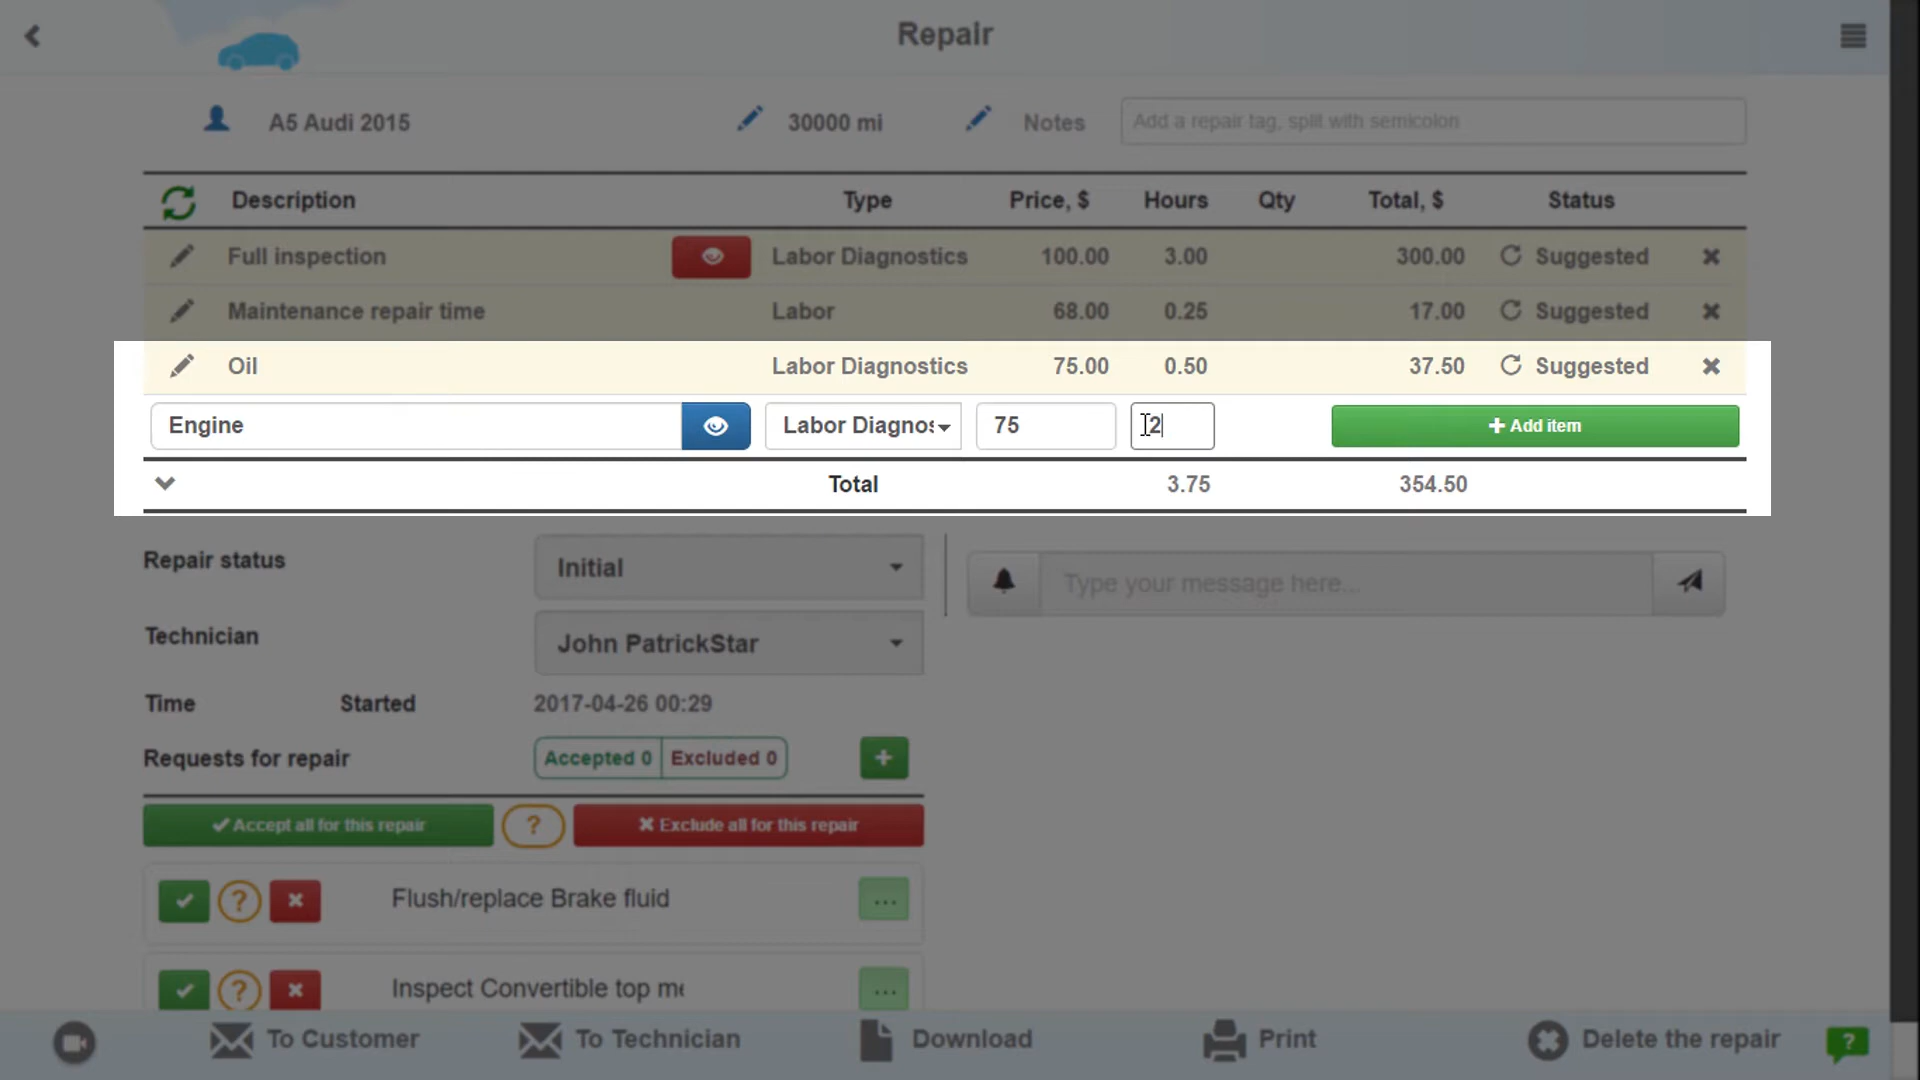 Repair
A5 Audi 2015 30000 mi Notes Add a repair tag, split with semicolon
Description Type Price, $ Hours Qty Total, $ Status
Full inspection Labor Diagnostics 100.00 3.00 300.00 Suggested
Maintenance repair time Labor 68.00 0.25 17.00 Suggested
Oil Labor Diagnostics 75.00 0.50 37.50 Suggested
Engine Labor Diagnos 75 2 Add item
Total 3.75 354.50
Repair status Initial Type your message here...
Technician John PatrickStar
Time Started 2017-04-26 00:29
Requests for repair Accepted 0 Excluded 0
Accept all for this repair ? Exclude all for this repair
? Flush/replace Brake fluid ...
? Inspect Convertible top me ...
To Customer To Technician Download Print Delete the repair ?